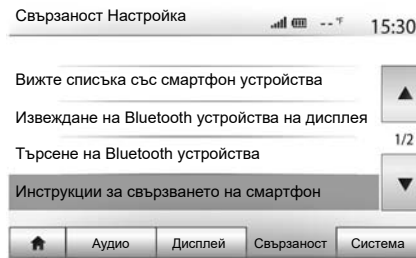 Свързаност Настройка
-- °F
15:30
Вижте списъка със смартфон устройства
Извеждане на Bluetooth устройства на дисплея
1/2
Търсене на Bluetooth устройства
Инструкции за свързването на смартфон
Аудио
Дисплей
Свързаност
Система